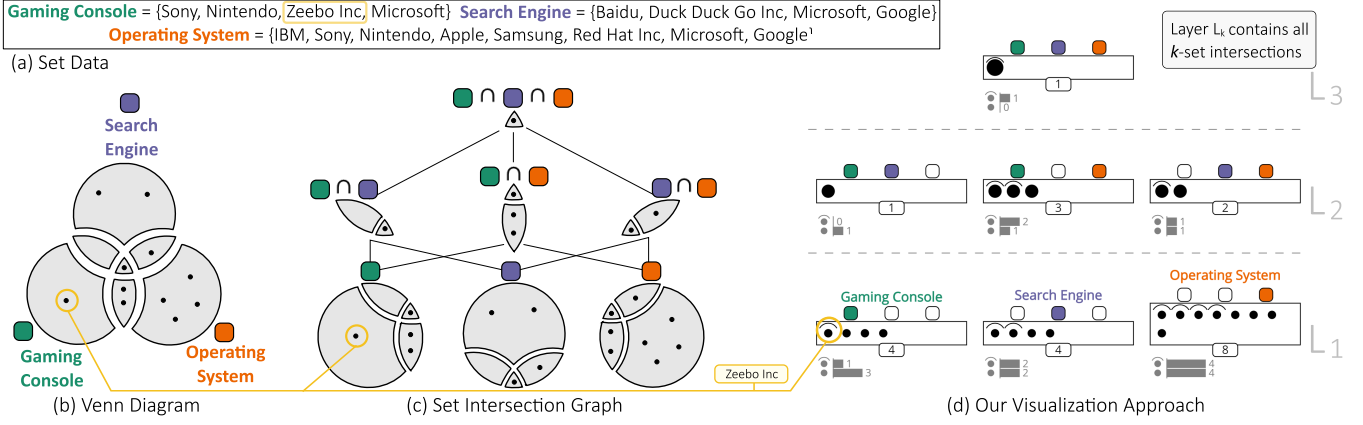 Gaming Console = {Sony, Nintendo, Zeebo Inc, Microsoft} Search Engine = {Baidu, Duck Duck Go Inc, Microsoft, Google}
Operating System = {IBM, Sony, Nintendo, Apple, Samsung, Red Hat Inc, Microsoft, Google
(a) Set Data
Layer Lk contains all
k-set intersections
1
1
0
L3
Search
Engine
∩ ∩
∩
∩
∩
1
0
1
3
2
1
2
1
1
L2
Gaming
Console
Operating
System
Gaming Console
Search Engine
Operating System
4
1
3
4
2
2
8
4
4
L1
Zeebo Inc
(b) Venn Diagram
(c) Set Intersection Graph
(d) Our Visualization Approach